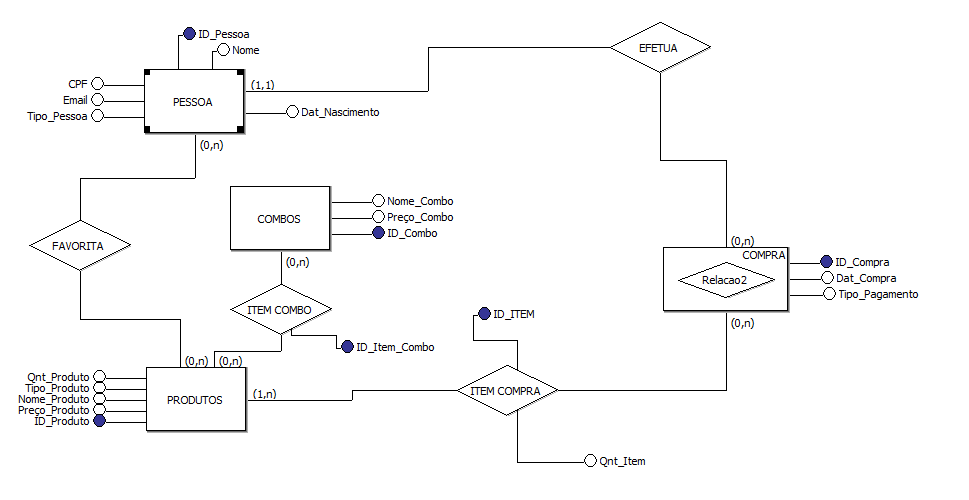 ID_Pessoa
Nome
EFETUA
CPF
(1,1)
Email
PESSOA
Tipo_Pessoa
Dat_Nascimento
(0,n)
Nome_Combo
COMBOS
Preço_Combo
ID_Combo
FAVORITA
(0,n)
(0,n)
COMPRA
ID_Compra
Relacao2
Dat_Compra
Tipo_Pagamento
ITEM COMBO
ID_ITEM
(0,n)
ID_Item_Combo
(0,n)
(0,n)
Qnt_Produto
Tipo_Produto
Nome_Produto
PRODUTOS
(1,n)
ITEM COMPRA
Preço_Produto
ID_Produto
Qnt_Item